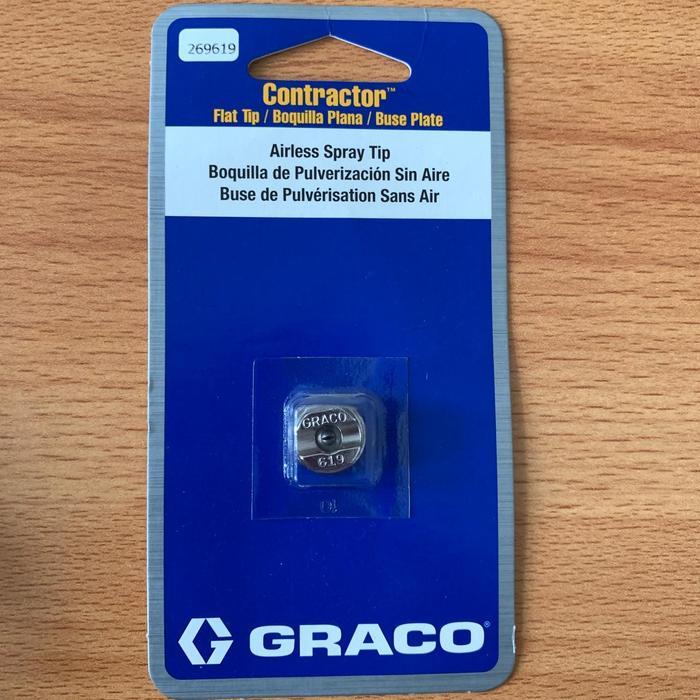 269619
Contractor™
Flat Tip / Boquilla Plana / Buse Plate
Airless Spray Tip
Boquilla de Pulverización Sin Aire
Buse de Pulvérisation Sans Air
GRACO
619
GRACO®